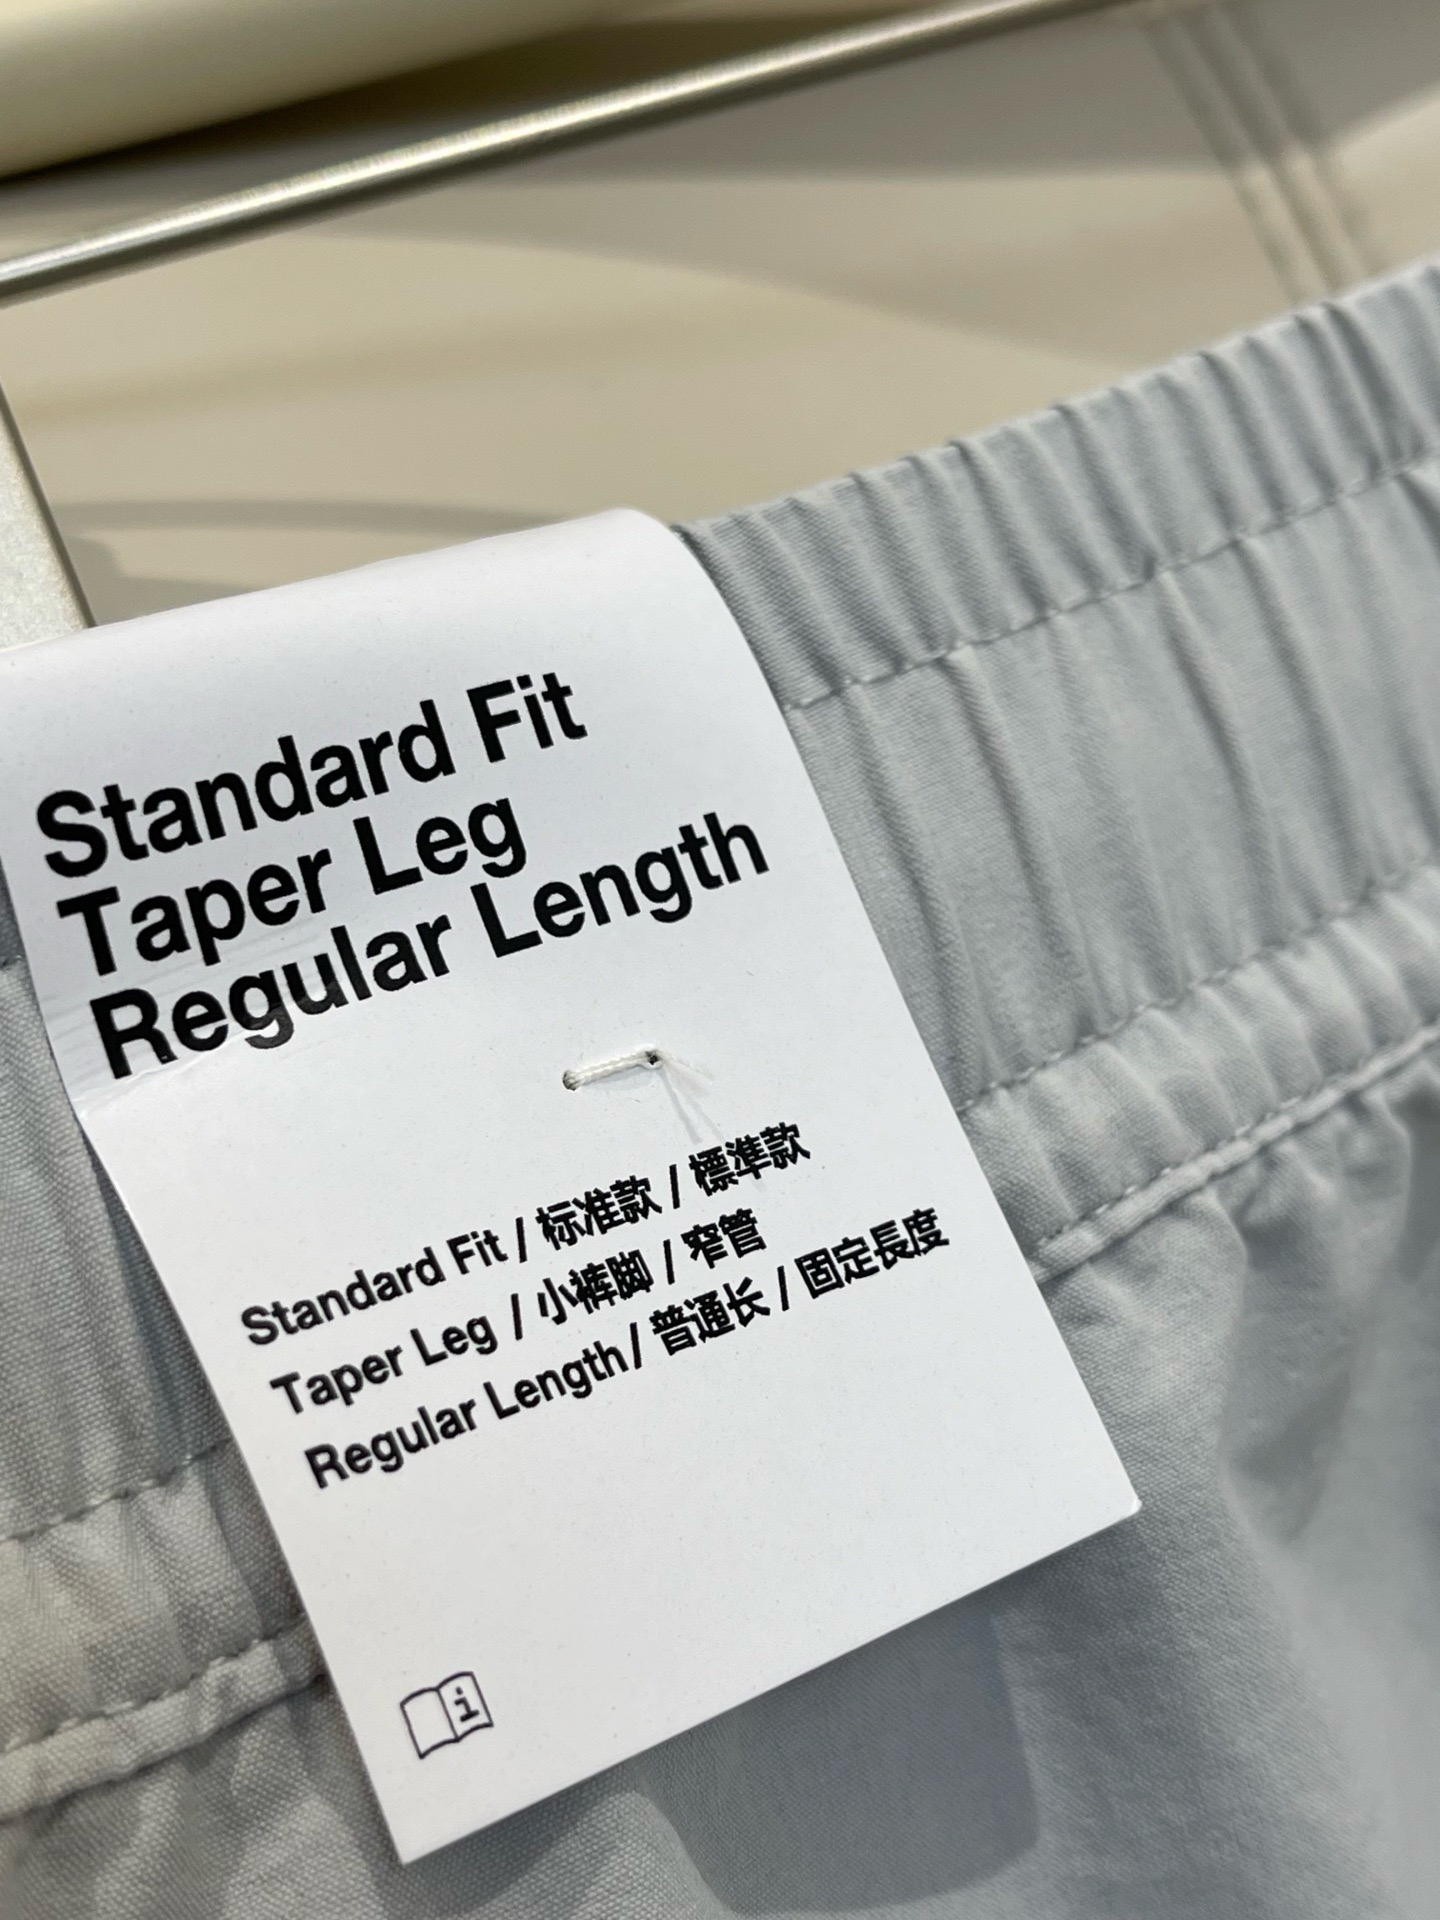 Standard Fit
Taper Leg
Regular Length
Standard Fit / 标准款 / 標準款
Taper Leg / 小裤脚 / 窄管
Regular Length / 普通长 / 固定長度
i